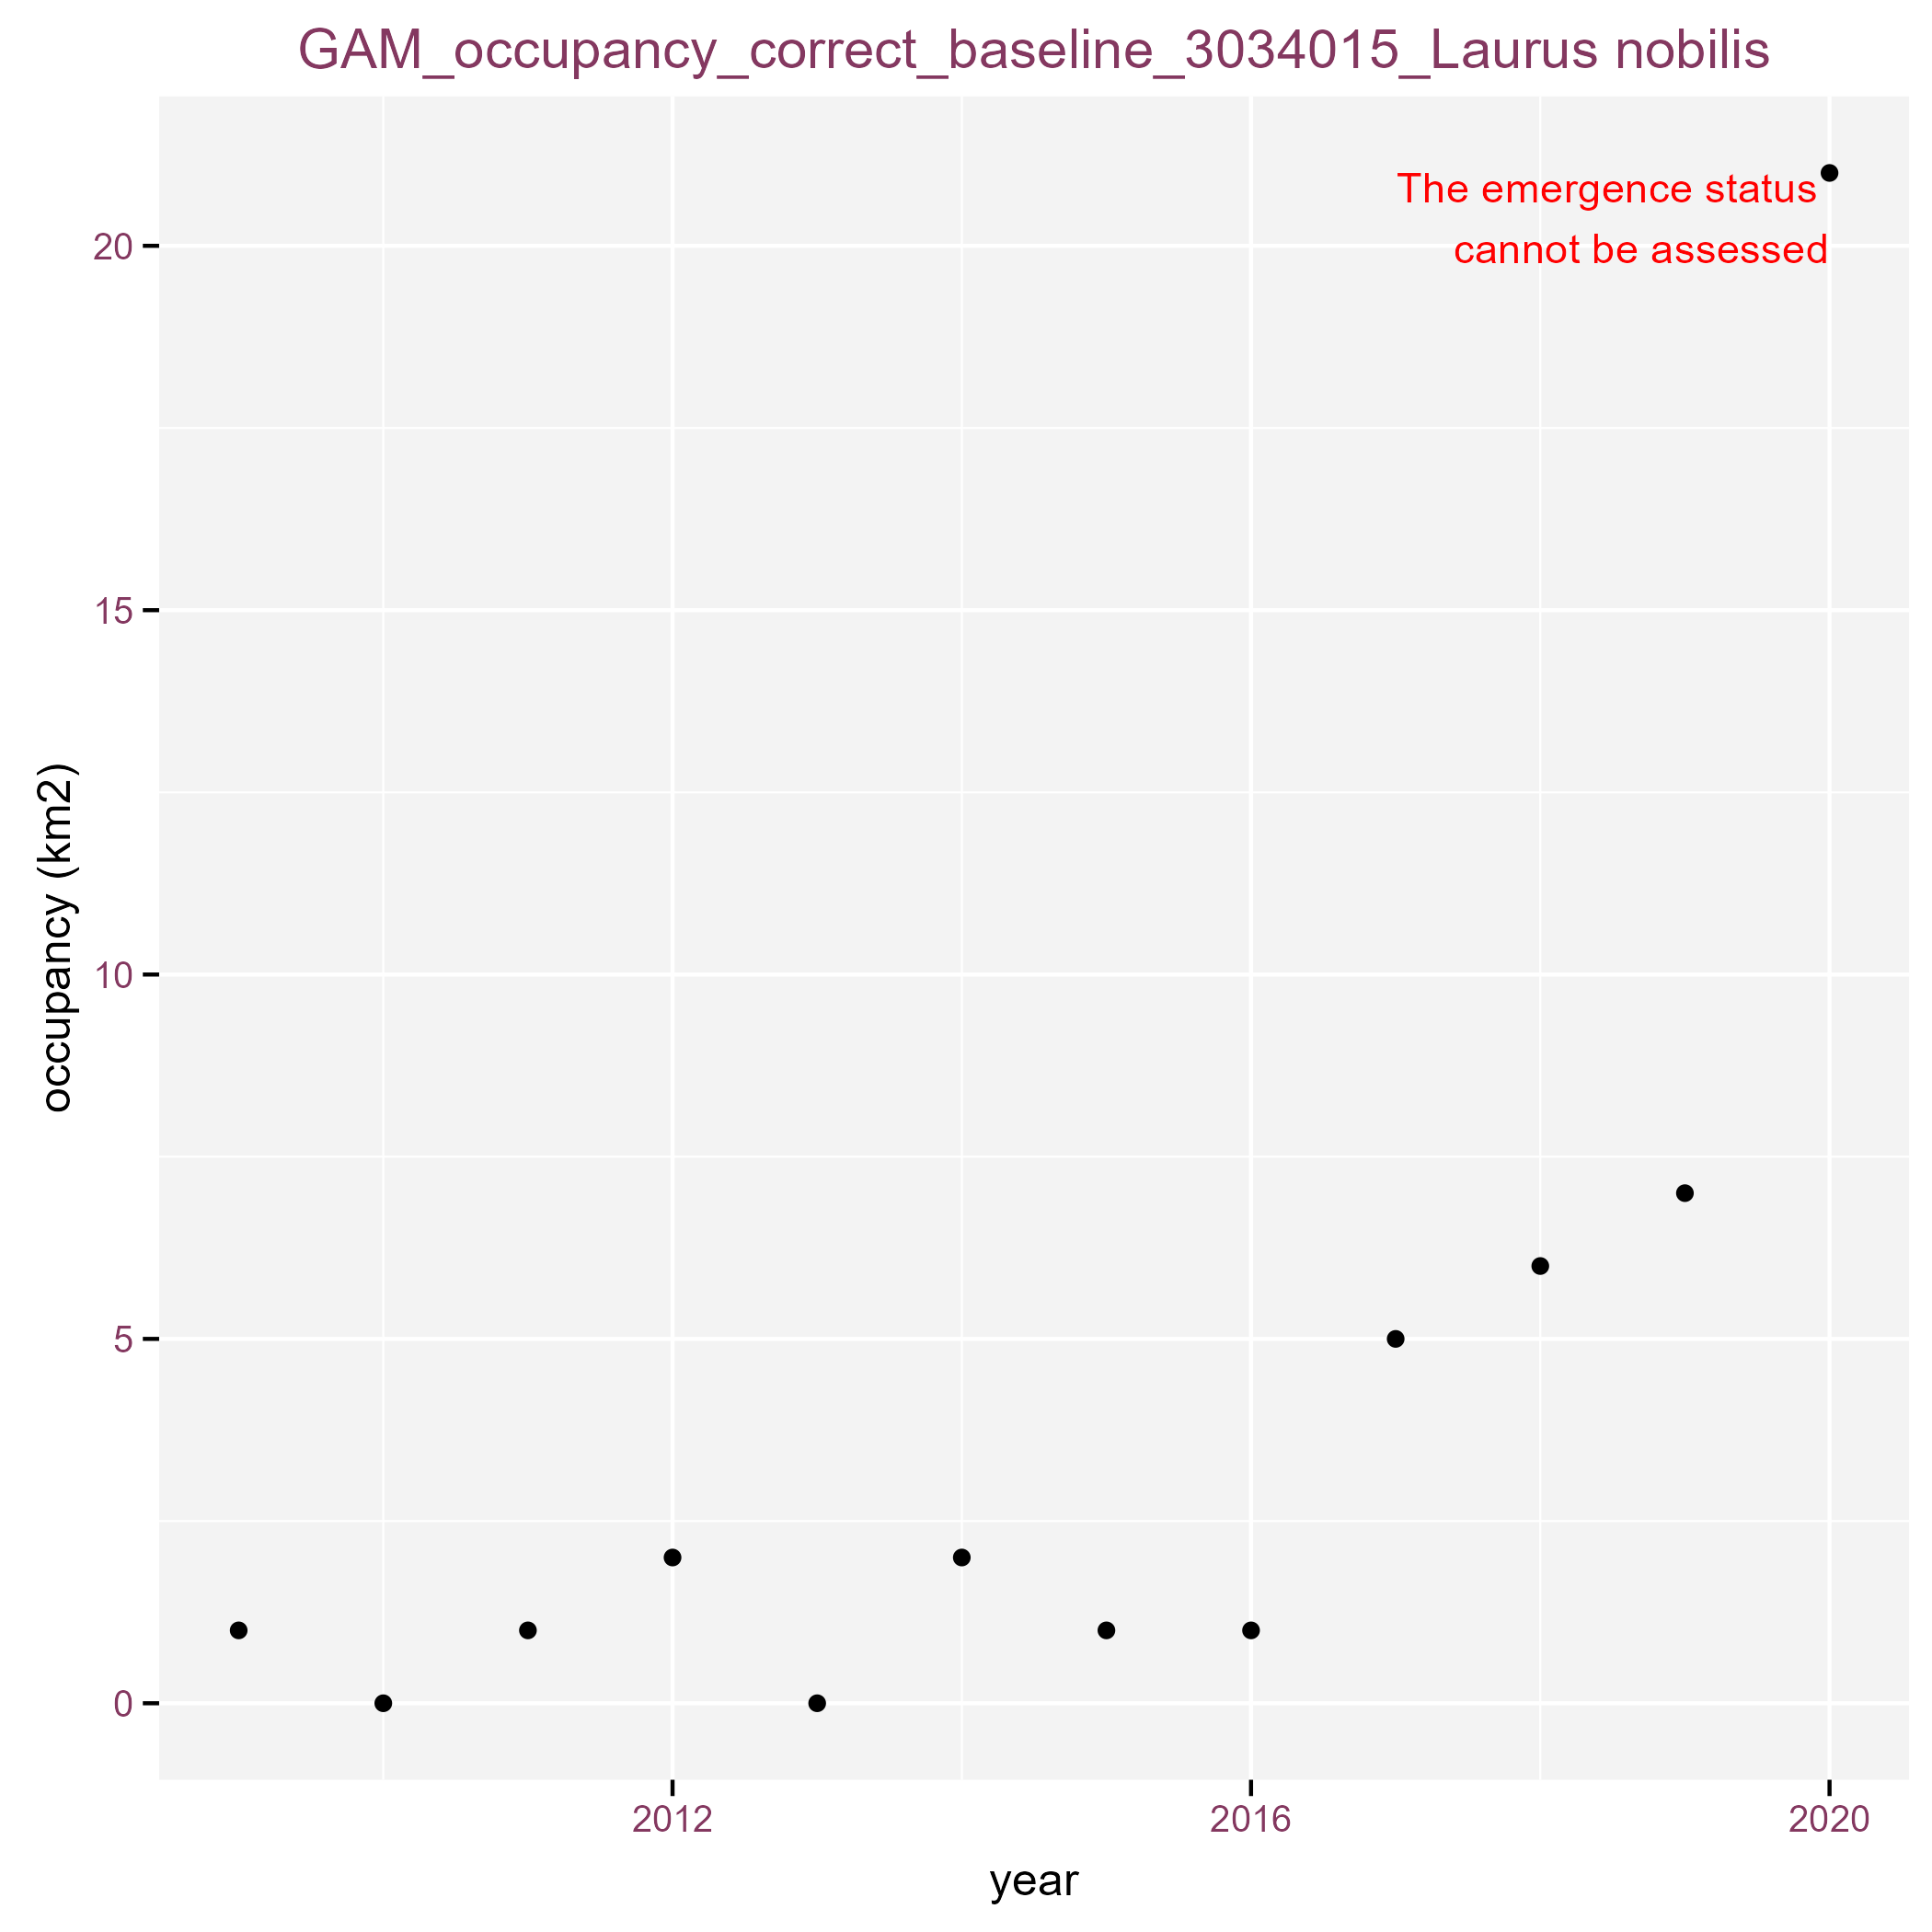 GAM_occupancy_correct_baseline_3034015_Laurus nobilis
The emergence status
cannot be assessed
20
15
10
5
0
occupancy (km2)
2012
2016
2020
year